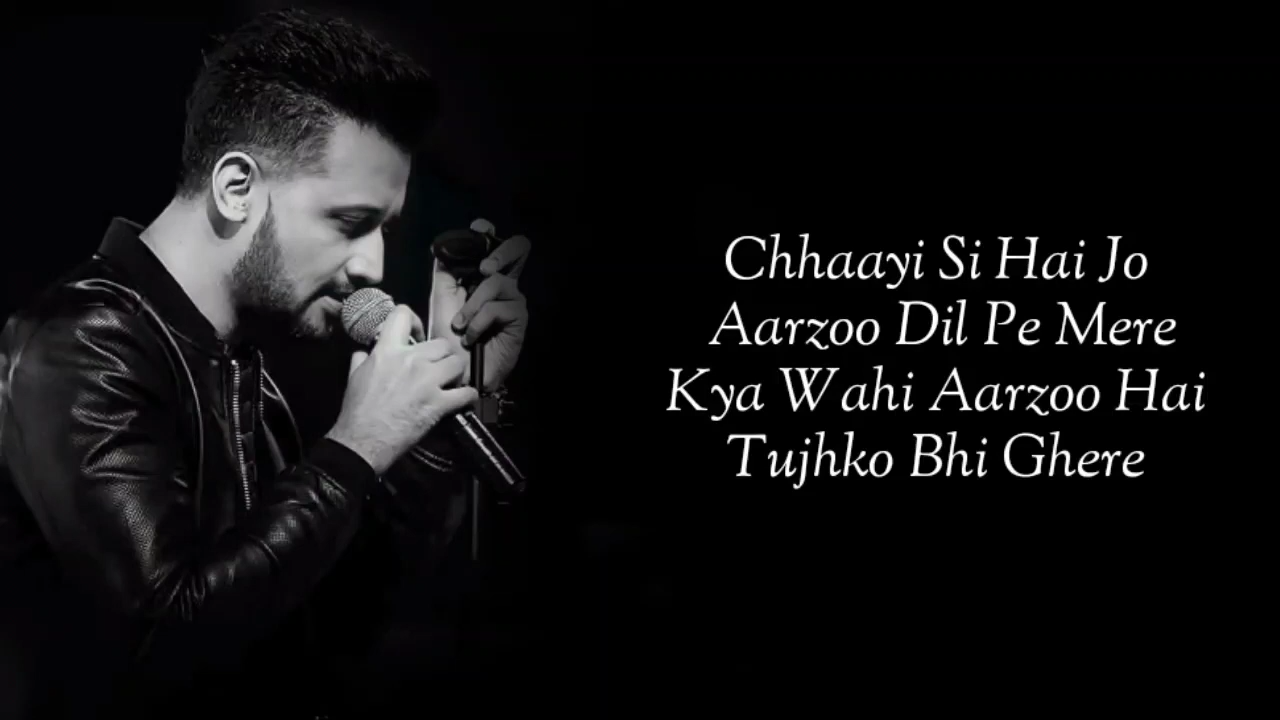 Chhaayi Si Hai Jo
Aarzoo Dil Pe Mere
Kya Wahi Aarzoo Hai
Tujhko Bhi Ghere